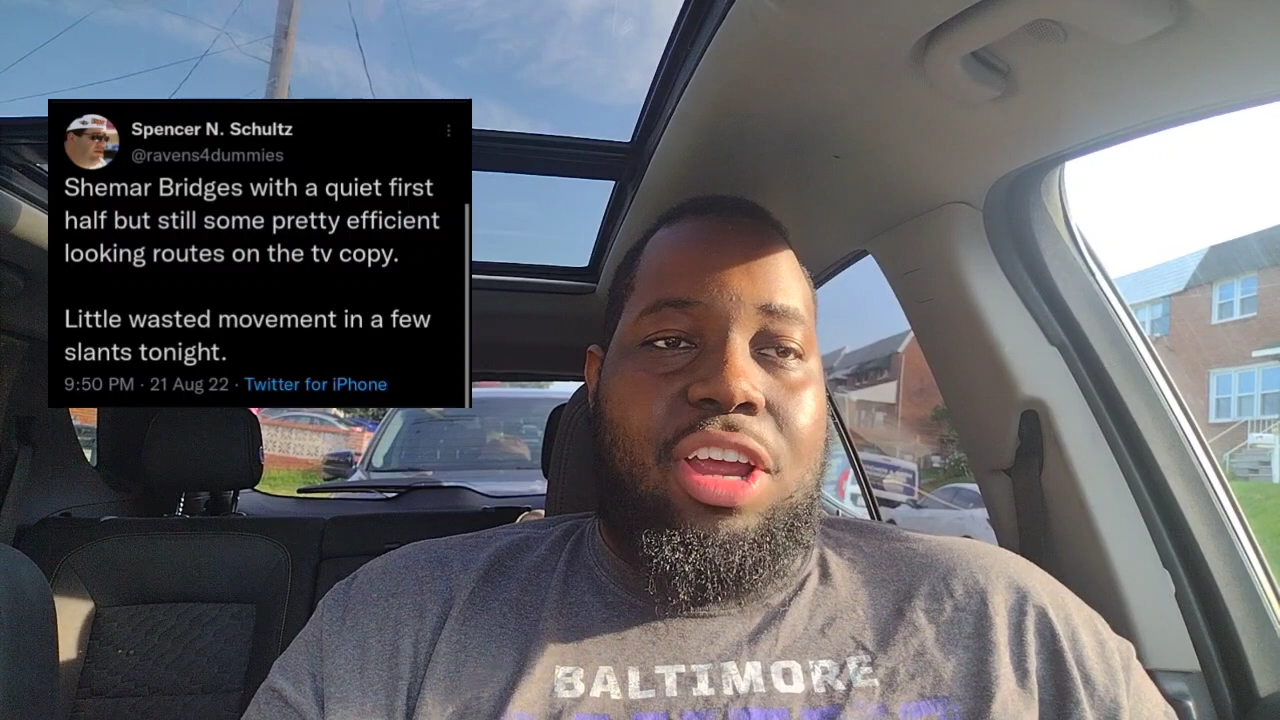 Spencer N. Schultz
@ravens4dummies
Shemar Bridges with a quiet first
half but still some pretty efficient
looking routes on the tv copy.
Little wasted movement in a few
slants tonight.
9:50 PM · 21 Aug 22 · Twitter for iPhone
BALTIMORE